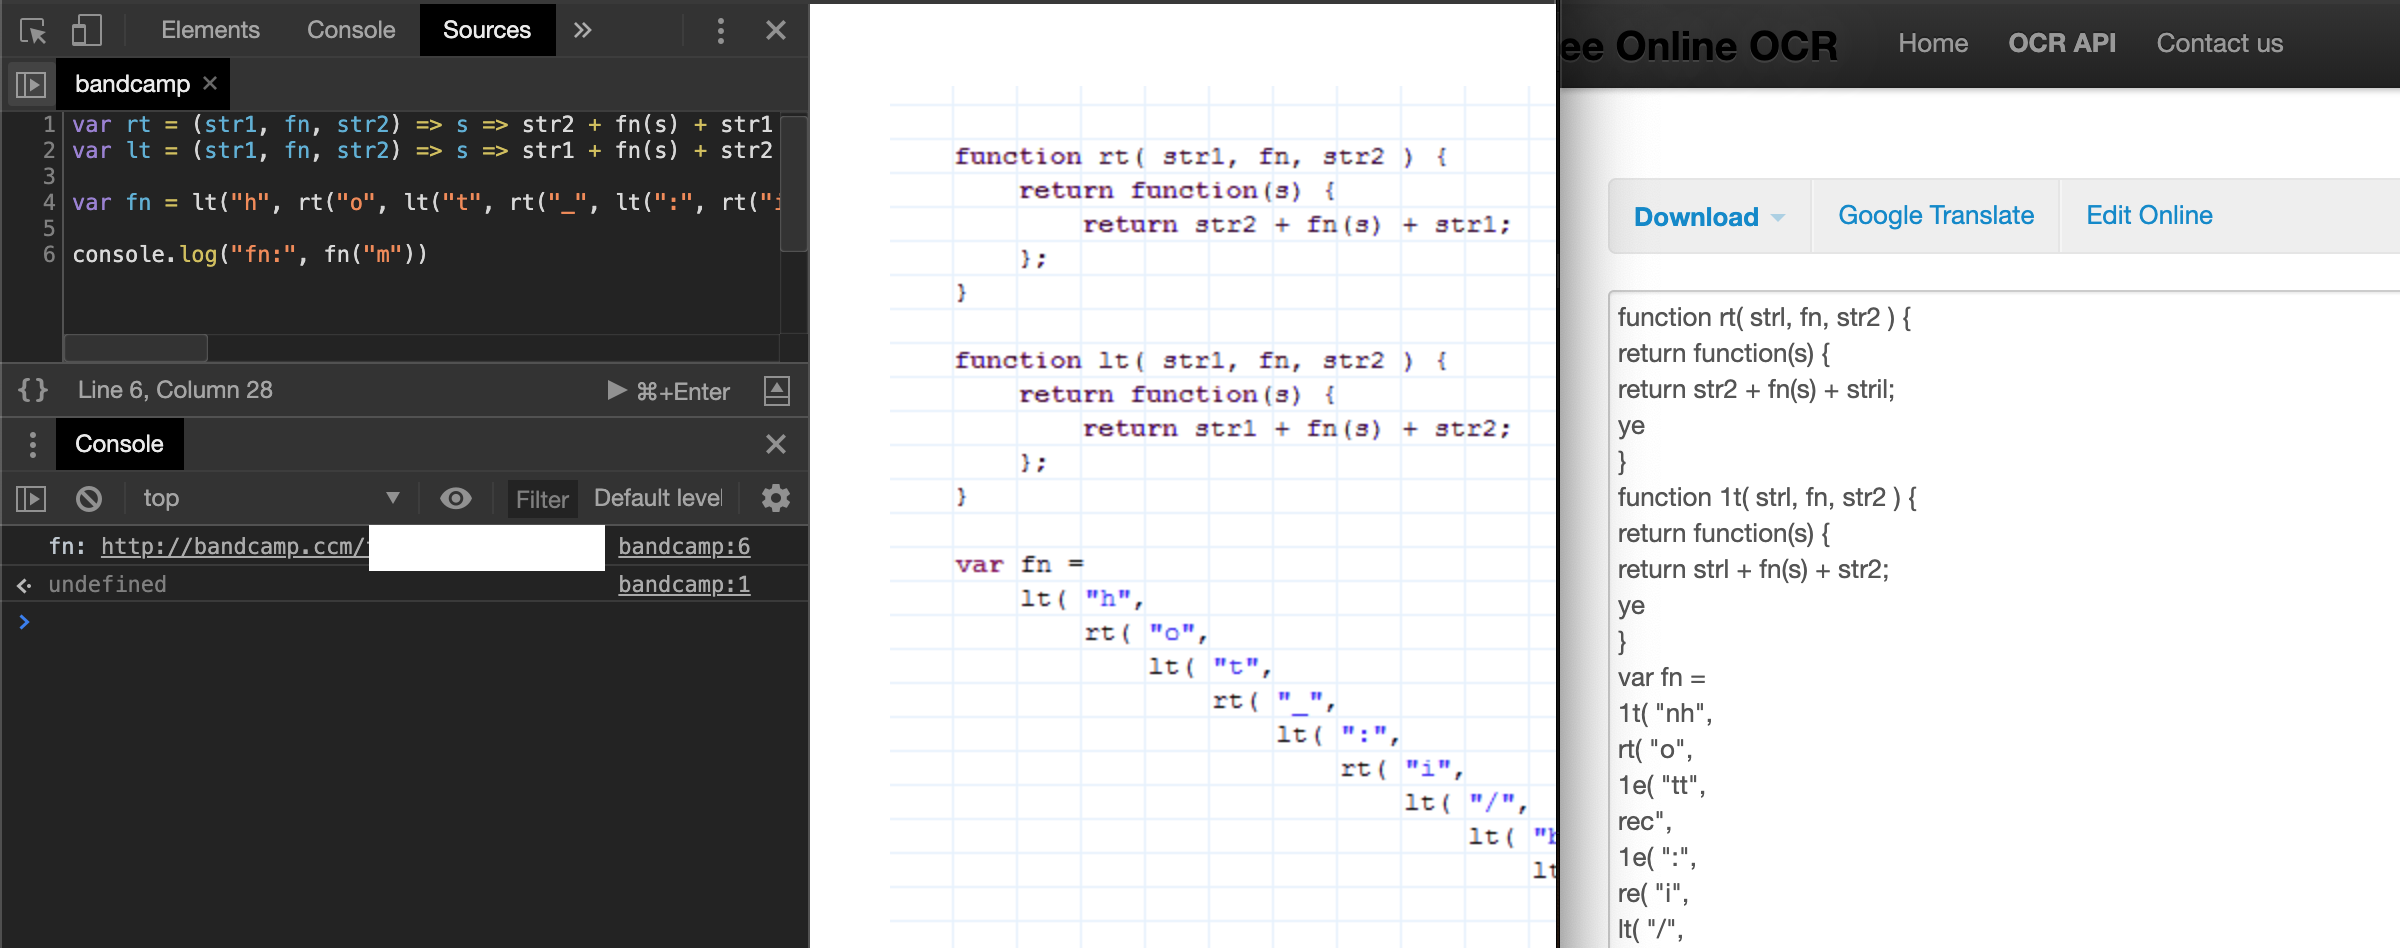 Elements Console Sources
bandcamp
1 var rt = (str1, fn, str2) => s => str2 + fn(s) + str1
2 var lt = (str1, fn, str2) => s => str1 + fn(s) + str2
3
4 var fn = lt("h", rt("o", lt("t", rt("_", lt(":", rt("i
5
6 console.log("fn:", fn("m"))
{} Line 6, Column 28 ⌘+Enter
Console
top Filter Default level
fn: http://bandcamp.ccm/ bandcamp:6
undefined bandcamp:1
function rt( str1, fn, str2 ) {
return function(s) {
return str2 + fn(s) + str1;
};
}
function lt( str1, fn, str2 ) {
return function(s) {
return str1 + fn(s) + str2;
};
}
var fn =
lt( "h",
rt( "o",
lt( "t",
rt( "_",
lt( ":",
rt( "i",
lt( "/",
lt( "
lt
ee Online OCR Home OCR API Contact us
Download Google Translate Edit Online
function rt( strl, fn, str2 ) {
return function(s) {
return str2 + fn(s) + stril;
ye
}
function 1t( strl, fn, str2 ) {
return function(s) {
return strl + fn(s) + str2;
ye
}
var fn =
1t( "nh",
rt( "o",
1e( "tt",
rec",
1e( ":",
re( "i",
lt( "/",